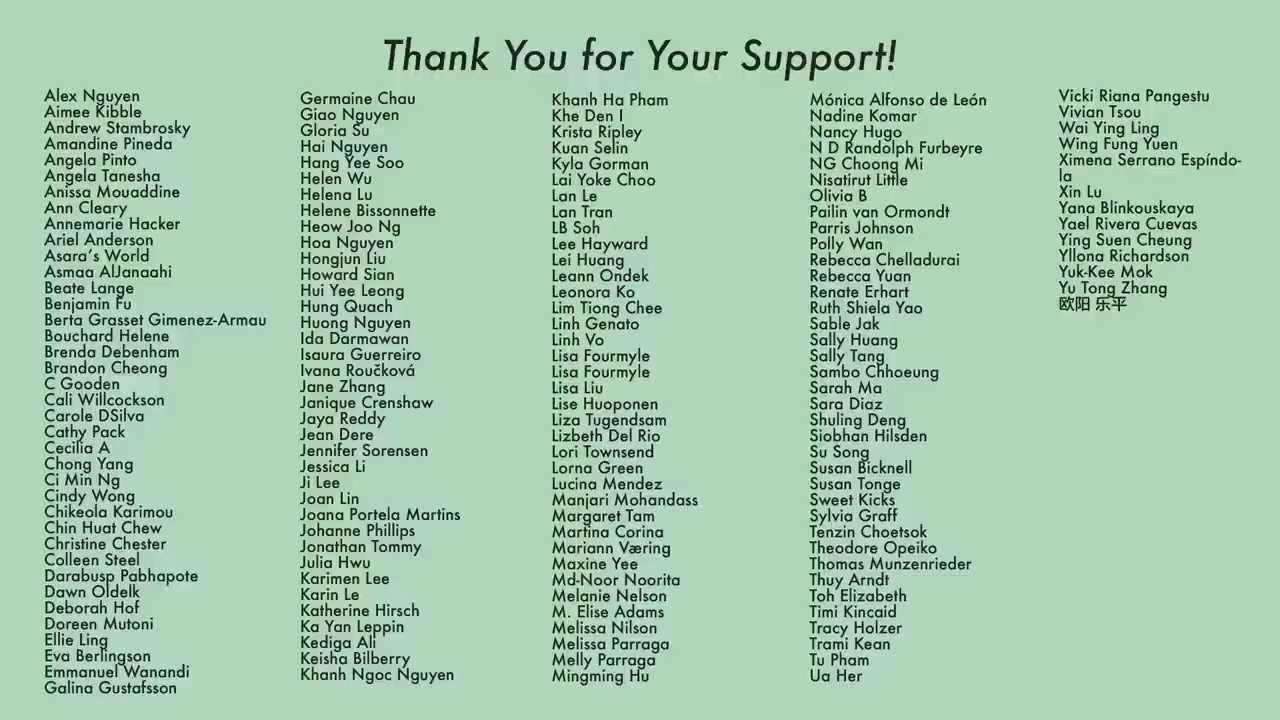 Thank You for Your Support!
Alex Nguyen
Aimee Kibble
Andrew Stambrosky
Amandine Pineda
Angela Pinto
Angela Tanesha
Anissa Mouaddine
Ann Cleary
Annemarie Hacker
Ariel Anderson
Asara's World
Asmaa AlJanaahi
Beate Lange
Benjamin Fu
Berta Grasset Gimenez-Armau
Bouchard Helene
Brenda Debenham
Brandon Cheong
C Gooden
Cali Willcockson
Carole DSilva
Cathy Pack
Cecilia A
Chong Yang
Ci Min Ng
Cindy Wong
Chikeola Karimou
Chin Huat Chew
Christine Chester
Colleen Steel
Darabusp Pabhapote
Dawn Oldelk
Deborah Hof
Doreen Mutoni
Ellie Ling
Eva Berlingson
Emmanuel Wanandi
Galina Gustafsson
Germaine Chau
Giao Nguyen
Gloria Su
Hai Nguyen
Hang Yee Soo
Helen Wu
Helena Lu
Helene Bissonnette
Heow Joo Ng
Hoa Nguyen
Hongjun Liu
Howard Sian
Hui Yee Leong
Hung Quach
Huong Nguyen
Ida Darmawan
Isaura Guerreiro
Ivana Roučková
Jane Zhang
Janique Crenshaw
Jaya Reddy
Jean Dere
Jennifer Sorensen
Jessica Li
Ji Lee
Joan Lin
Joana Portela Martins
Johanne Phillips
Jonathan Tommy
Julia Hwu
Karimen Lee
Karin Le
Katherine Hirsch
Ka Yan Leppin
Kediga Ali
Keisha Bilberry
Khanh Ngoc Nguyen
Khanh Ha Pham
Khe Den I
Krista Ripley
Kuan Selin
Kyla Gorman
Lai Yoke Choo
Lan Le
Lan Tran
LB Soh
Lee Hayward
Lei Huang
Leann Ondek
Leonora Ko
Lim Tiong Chee
Linh Genato
Linh Vo
Lisa Fourmyle
Lisa Fourmyle
Lisa Liu
Lise Huoponen
Liza Tugendsam
Lizbeth Del Rio
Lori Townsend
Lorna Green
Lucina Mendez
Manjari Mohandass
Margaret Tam
Martina Corina
Mariann Væring
Maxine Yee
Md-Noor Noorita
Melanie Nelson
M. Elise Adams
Melissa Nilson
Melissa Parraga
Melly Parraga
Mingming Hu
Mónica Alfonso de León
Nadine Komar
Nancy Hugo
N D Randolph Furbeyre
NG Choong Mi
Nisatirut Little
Olivia B
Pailin van Ormondt
Parris Johnson
Polly Wan
Rebecca Chelladurai
Rebecca Yuan
Renate Erhart
Ruth Shiela Yao
Sable Jak
Sally Huang
Sally Tang
Sambo Chhoeung
Sarah Ma
Sara Diaz
Shuling Deng
Siobhan Hilsden
Su Song
Susan Bicknell
Susan Tonge
Sweet Kicks
Sylvia Graff
Tenzin Choetsok
Theodore Opeiko
Thomas Munzenrieder
Thuy Arndt
Toh Elizabeth
Timi Kincaid
Tracy Holzer
Trami Kean
Tu Pham
Ua Her
Vicki Riana Pangestu
Vivian Tsou
Wai Ying Ling
Wing Fung Yuen
Ximena Serrano Espíndo-
la
Xin Lu
Yana Blinkouskaya
Yael Rivera Cuevas
Ying Suen Cheung
Yllona Richardson
Yuk-Kee Mok
Yu Tong Zhang
欧阳 乐平